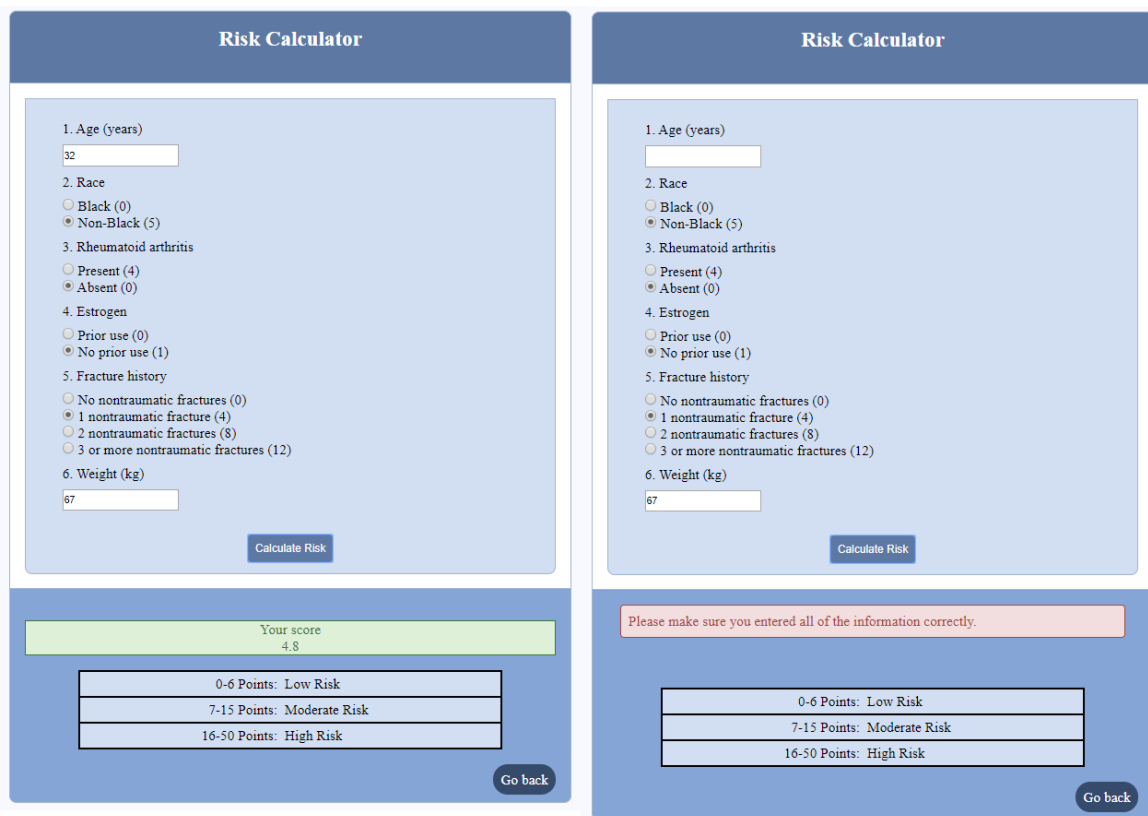 Risk Calculator
1. Age (years)
32
2. Race
Black (0)
Non-Black (5)
3. Rheumatoid arthritis
Present (4)
Absent (0)
4. Estrogen
Prior use (0)
No prior use (1)
5. Fracture history
No nontraumatic fractures (0)
1 nontraumatic fracture (4)
2 nontraumatic fractures (8)
3 or more nontraumatic fractures (12)
6. Weight (kg)
67
Calculate Risk
Your score
4.8
0-6 Points: Low Risk
7-15 Points: Moderate Risk
16-50 Points: High Risk
Go back
Risk Calculator
1. Age (years)
2. Race
Black (0)
Non-Black (5)
3. Rheumatoid arthritis
Present (4)
Absent (0)
4. Estrogen
Prior use (0)
No prior use (1)
5. Fracture history
No nontraumatic fractures (0)
1 nontraumatic fracture (4)
2 nontraumatic fractures (8)
3 or more nontraumatic fractures (12)
6. Weight (kg)
67
Calculate Risk
Please make sure you entered all of the information correctly.
0-6 Points: Low Risk
7-15 Points: Moderate Risk
16-50 Points: High Risk
Go back